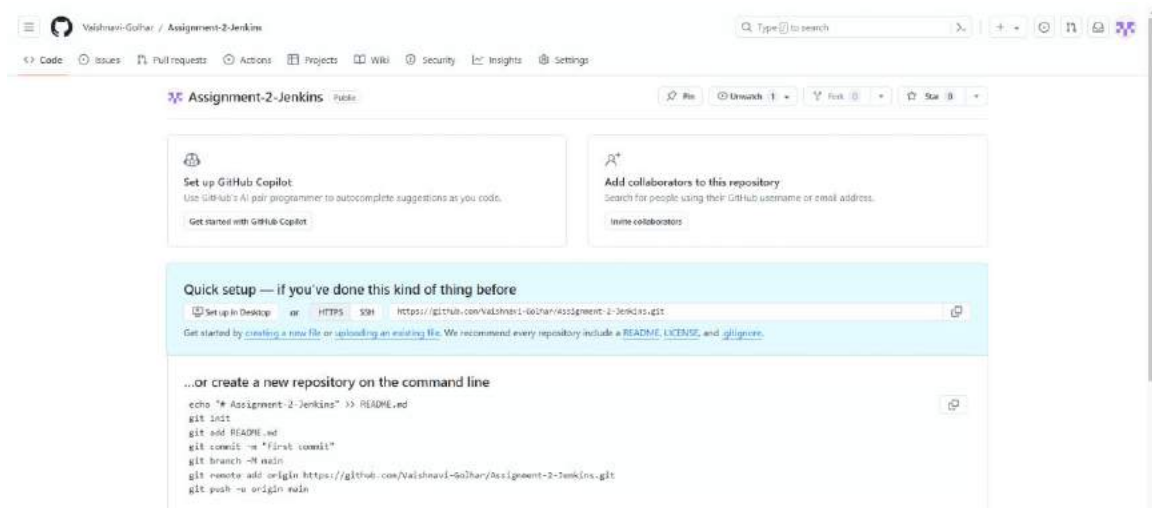 Vaishnavi-Golhar / Assignment-2-Jenkins
Type / to search
Code Issues Pull requests Actions Projects Wiki Security Insights Settings
Assignment-2-Jenkins Public
Pin Unwatch 1 Fork 0 Star 0
Set up GitHub Copilot
Use GitHub's AI pair programmer to autocomplete suggestions as you code.
Get started with GitHub Copilot
Add collaborators to this repository
Search for people using their GitHub username or email address.
Invite collaborators
Quick setup — if you've done this kind of thing before
Set up in Desktop or HTTPS SSH https://github.com/Vaishnavi-Golhar/Assignment-2-Jenkins.git
Get started by creating a new file or uploading an existing file. We recommend every repository include a README, LICENSE, and .gitignore.
...or create a new repository on the command line
echo "# Assignment-2-Jenkins" >> README.md
git init
git add README.md
git commit -m "first commit"
git branch -M main
git remote add origin https://github.com/Vaishnavi-Golhar/Assignment-2-Jenkins.git
git push -u origin main